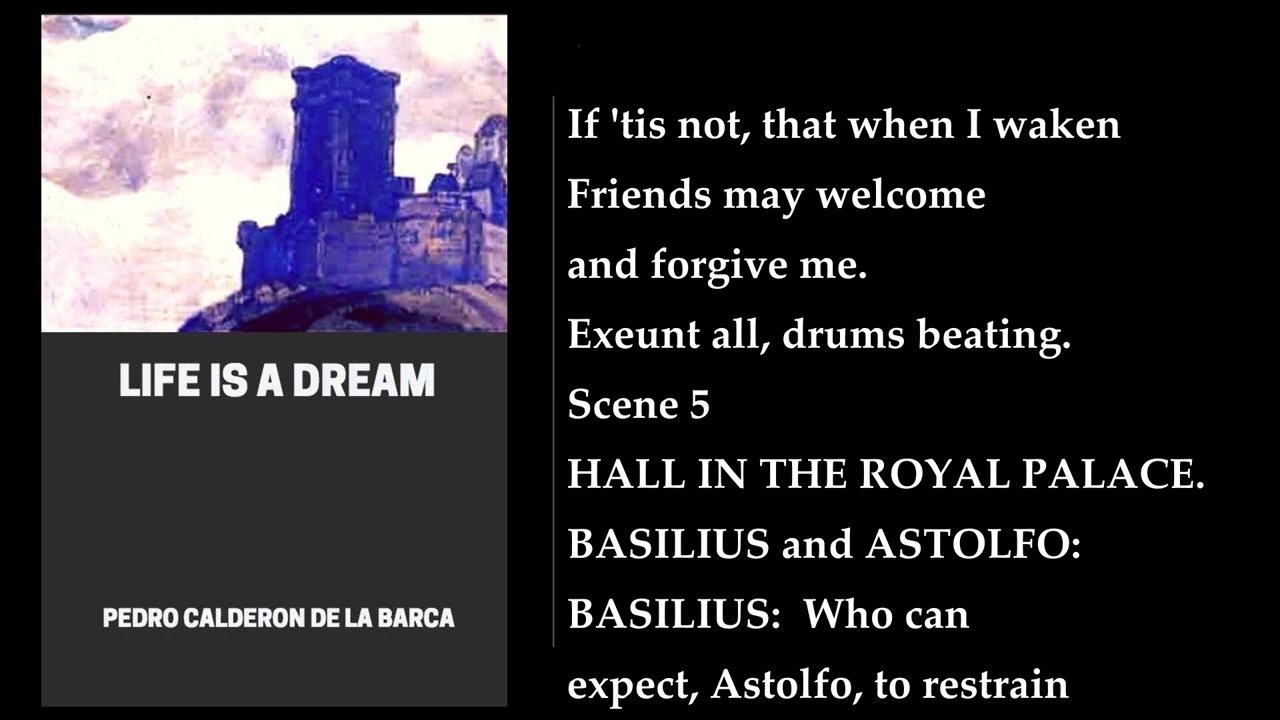 LIFE IS A DREAM
PEDRO CALDERON DE LA BARCA
If 'tis not, that when I waken
Friends may welcome
and forgive me.
Exeunt all, drums beating.
Scene 5
HALL IN THE ROYAL PALACE.
BASILIUS and ASTOLFO:
BASILIUS:  Who can
expect, Astolfo, to restrain